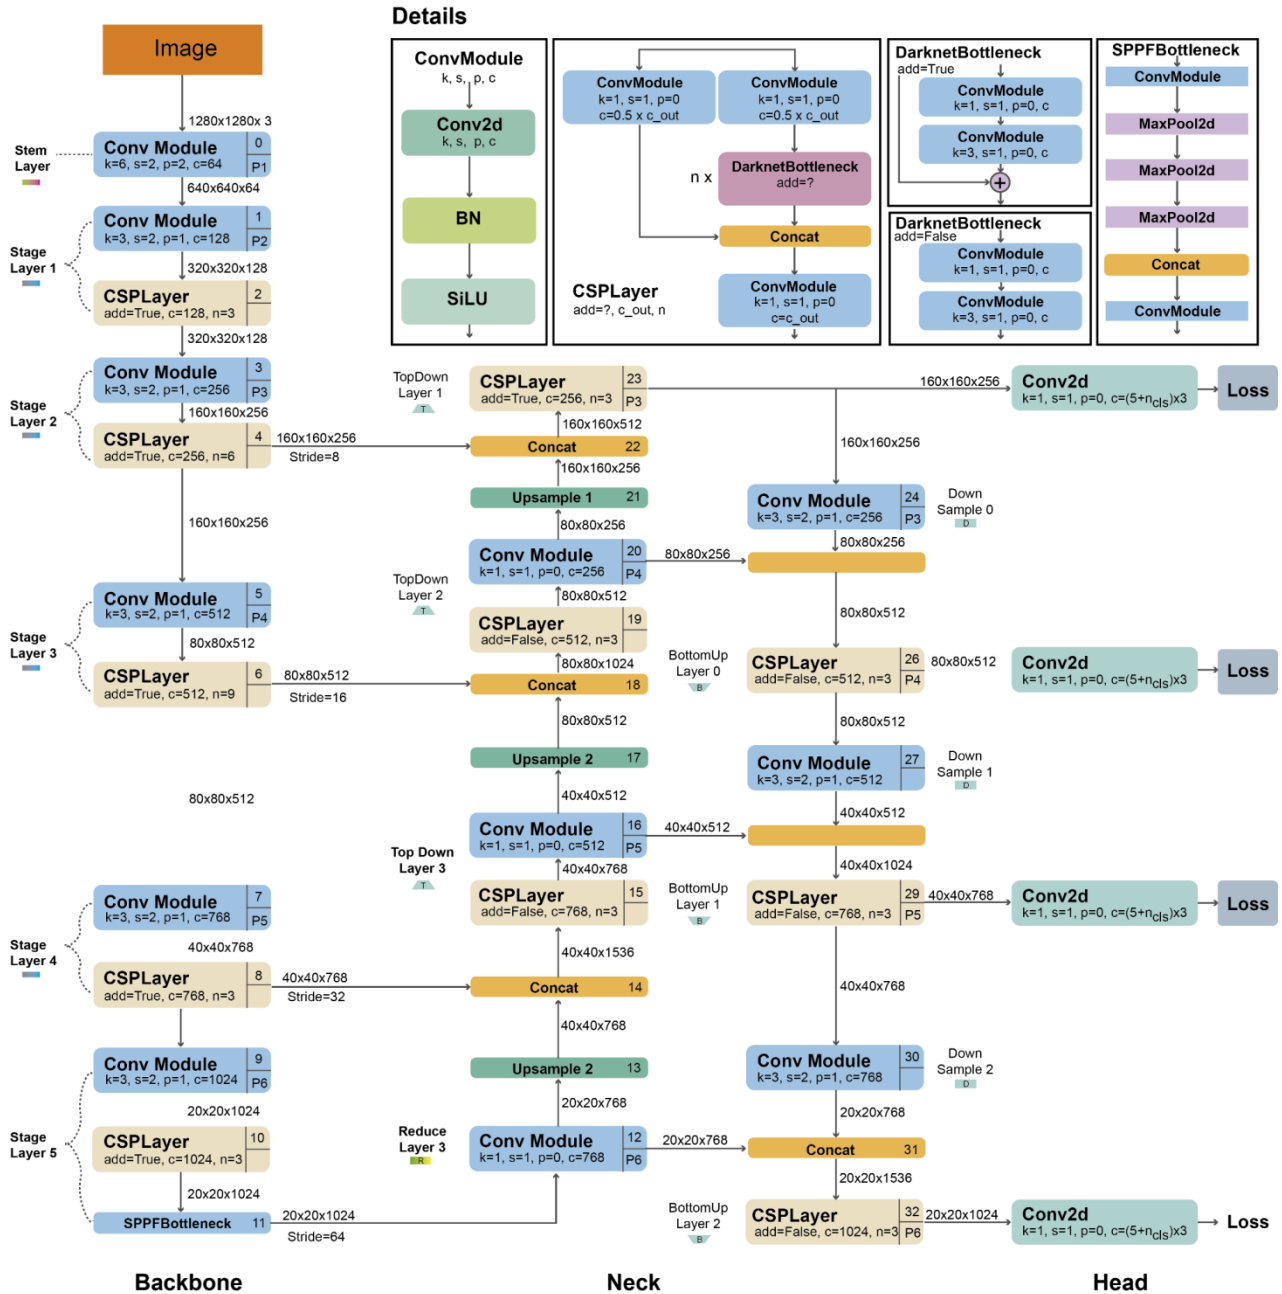 Details
Image
1280x1280x 3
Stem
Layer
Conv Module
k=6, s=2, p=2, c=64
0
P1
640x640x64
Stage
Layer 1
Conv Module
k=3, s=2, p=1, c=128
1
P2
320x320x128
CSPLayer
add=True, c=128, n=3
2
320x320x128
Stage
Layer 2
Conv Module
k=3, s=2, p=1, c=256
3
P3
160x160x256
CSPLayer
add=True, c=256, n=6
4
160x160x256
Stride=8
160x160x256
Stage
Layer 3
Conv Module
k=3, s=2, p=1, c=512
5
P4
80x80x512
CSPLayer
add=True, c=512, n=9
6
80x80x512
Stride=16
80x80x512
Stage
Layer 4
Conv Module
k=3, s=2, p=1, c=768
7
P5
40x40x768
CSPLayer
add=True, c=768, n=3
8
40x40x768
Stride=32
Stage
Layer 5
Conv Module
k=3, s=2, p=1, c=1024
9
P6
20x20x1024
CSPLayer
add=True, c=1024, n=3
10
20x20x1024
SPPFBottleneck 11
20x20x1024
Stride=64
Backbone
ConvModule
k, s, p, c
Conv2d
k, s, p, c
BN
SiLU
ConvModule
k=1, s=1, p=0
c=0.5 x c_out
ConvModule
k=1, s=1, p=0
c=0.5 x c_out
n x
DarknetBottleneck
add=?
Concat
CSPLayer
add=?, c_out, n
ConvModule
k=1, s=1, p=0
c=c_out
DarknetBottleneck
add=True
ConvModule
k=1, s=1, p=0, c
ConvModule
k=3, s=1, p=0, c
+
DarknetBottleneck
add=False
ConvModule
k=1, s=1, p=0, c
ConvModule
k=3, s=1, p=0, c
SPPFBottleneck
ConvModule
MaxPool2d
MaxPool2d
MaxPool2d
Concat
ConvModule
TopDown
Layer 1
T
CSPLayer
add=True, c=256, n=3
23
P3
160x160x512
Concat 22
160x160x256
Upsample 1 21
80x80x256
TopDown
Layer 2
T
Conv Module
k=1, s=1, p=0, c=256
20
P4
80x80x256
80x80x512
CSPLayer
add=False, c=512, n=3
19
80x80x1024
Concat 18
80x80x512
Upsample 2 17
40x40x512
Top Down
Layer 3
T
Conv Module
k=1, s=1, p=0, c=512
16
P5
40x40x512
40x40x768
CSPLayer
add=False, c=768, n=3
15
40x40x1536
Concat 14
40x40x768
Upsample 2 13
20x20x768
Reduce
Layer 3
R
Conv Module
k=1, s=1, p=0, c=768
12
P6
20x20x768
Neck
160x160x256
160x160x256
Conv Module
k=3, s=2, p=1, c=256
24
P3
Down
Sample 0
D
80x80x256
80x80x512
BottomUp
Layer 0
B
CSPLayer
add=False, c=512, n=3
26
P4
80x80x512
80x80x512
Conv Module
k=3, s=2, p=1, c=512
27
Down
Sample 1
D
40x40x512
40x40x1024
BottomUp
Layer 1
B
CSPLayer
add=False, c=768, n=3
29
P5
40x40x768
40x40x768
Conv Module
k=3, s=2, p=1, c=768
30
Down
Sample 2
D
20x20x768
Concat 31
20x20x1536
BottomUp
Layer 2
B
CSPLayer
add=False, c=1024, n=3
32
P6
20x20x1024
Conv2d
k=1, s=1, p=0, c=(5+ncls)x3
Loss
Conv2d
k=1, s=1, p=0, c=(5+ncls)x3
Loss
Conv2d
k=1, s=1, p=0, c=(5+ncls)x3
Loss
Conv2d
k=1, s=1, p=0, c=(5+ncls)x3
Loss
Head